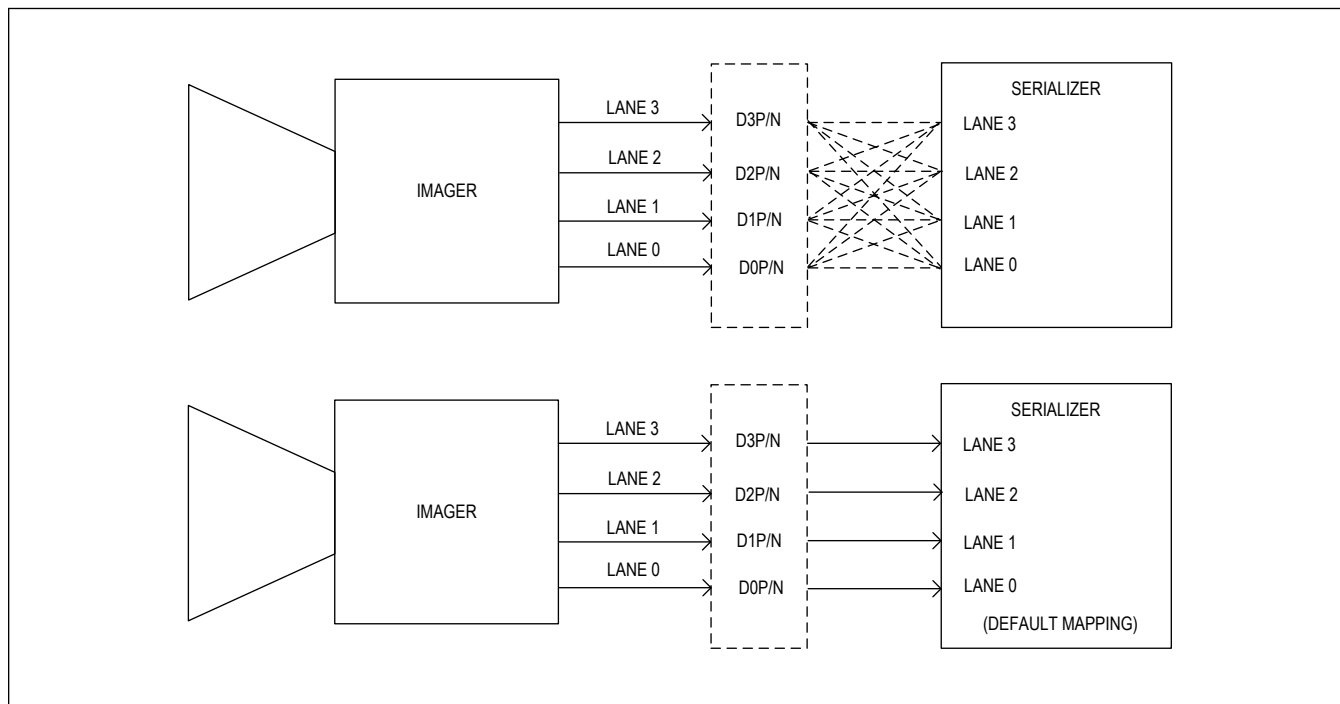 SERIALIZER
LANE 3 D3P/N LANE 3
LANE 2 D2P/N LANE 2
IMAGER
LANE 1 D1P/N LANE 1
LANE 0 D0P/N LANE 0
SERIALIZER
LANE 3 D3P/N LANE 3
LANE 2 D2P/N LANE 2
IMAGER
LANE 1 D1P/N LANE 1
LANE 0 D0P/N LANE 0
(DEFAULT MAPPING)